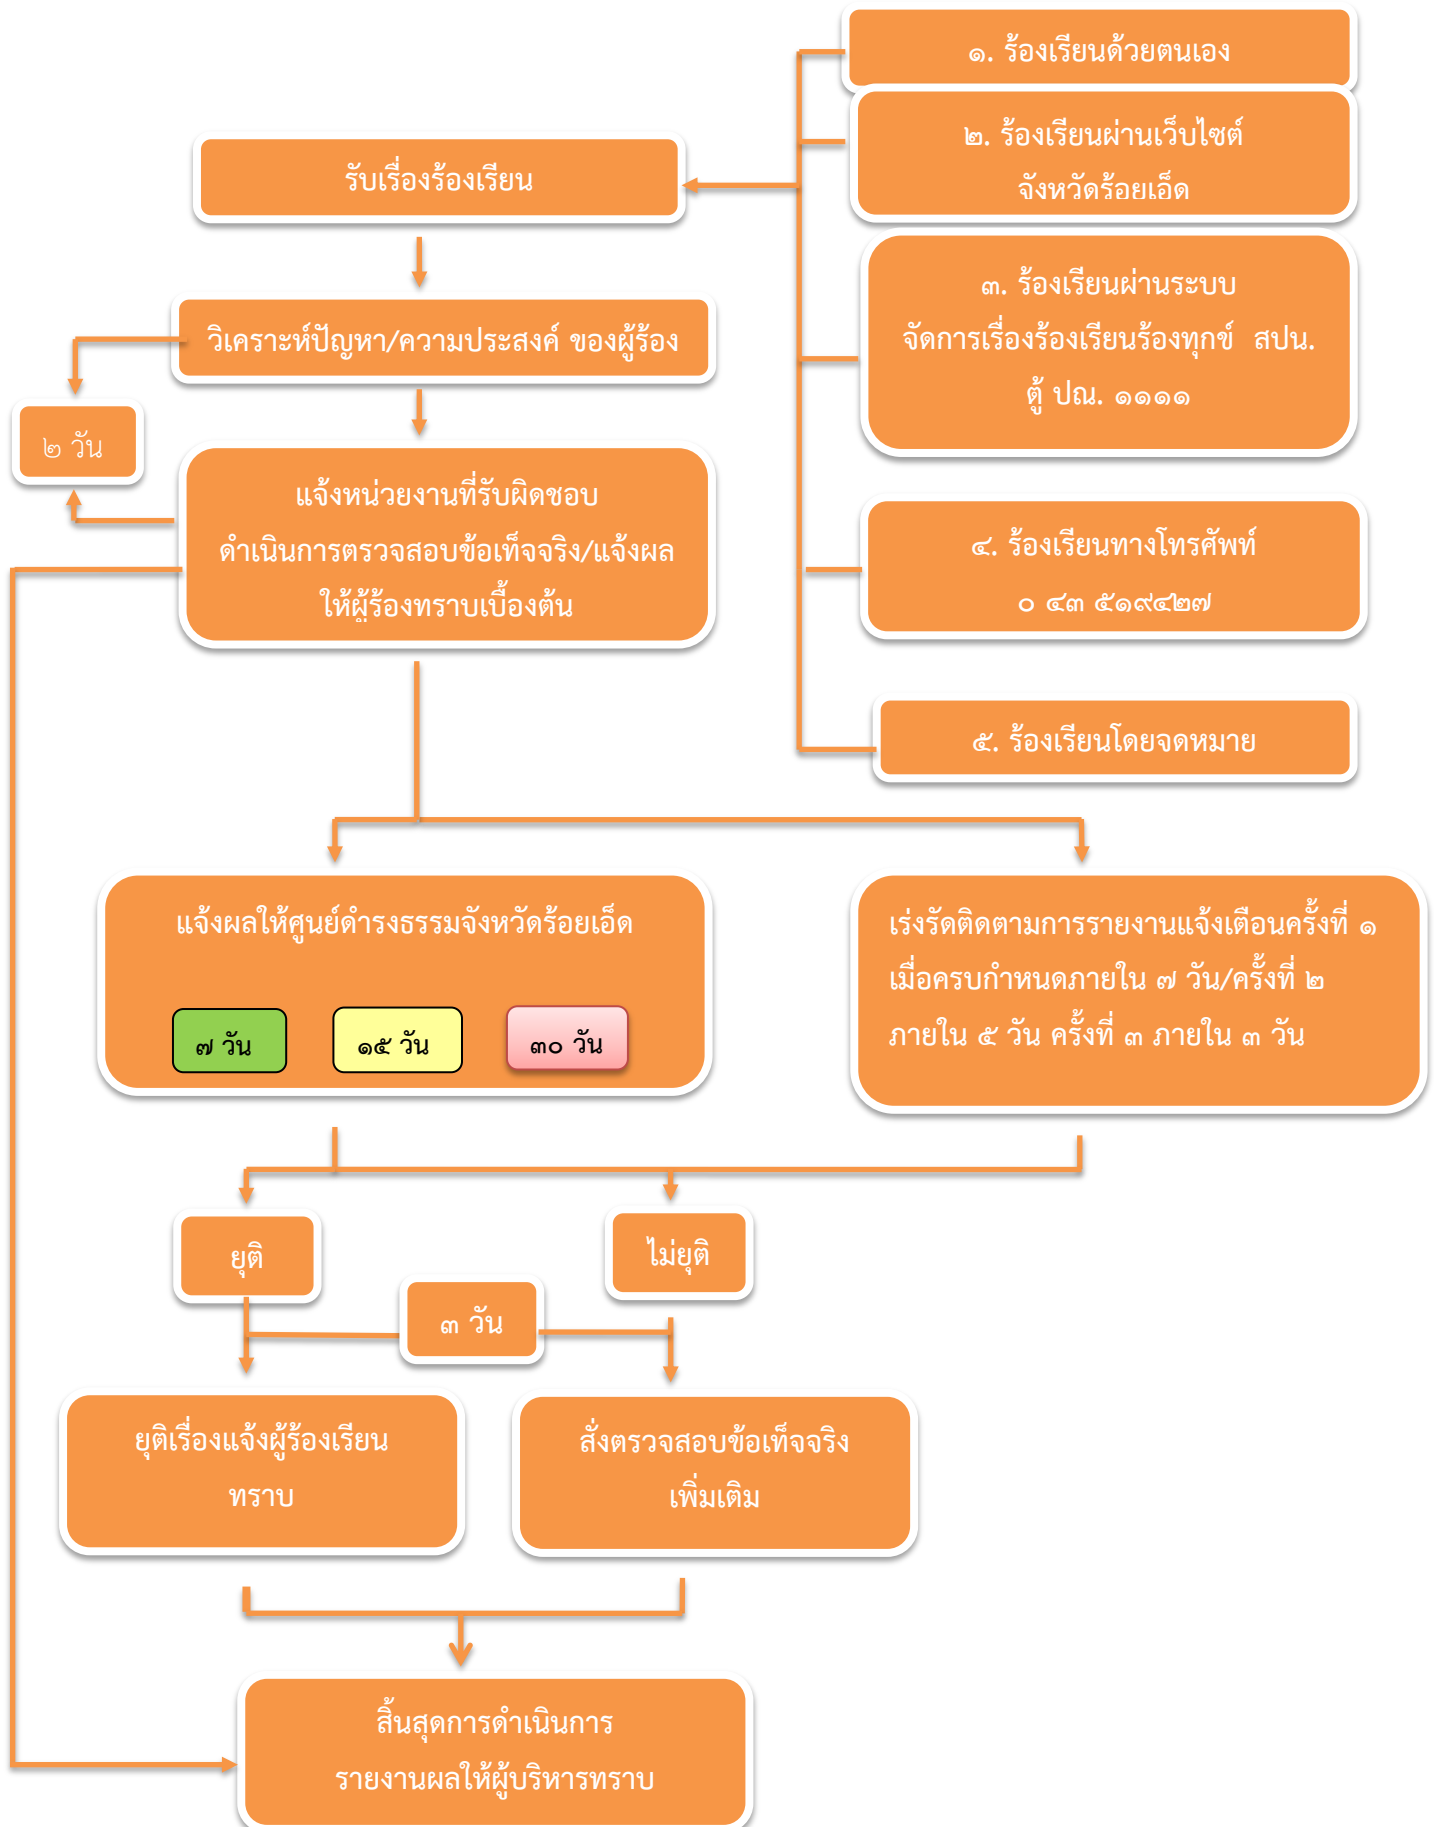 ๑. ร้องเรียนด้วยตนเอง
๒. ร้องเรียนผ่านเว็บไซต์
จังหวัดร้อยเอ็ด
รับเรื่องร้องเรียน
๓. ร้องเรียนผ่านระบบ
จัดการเรื่องร้องเรียนร้องทุกข์ สปน.
ตู้ ปณ. ๑๑๑๑
วิเคราะห์ปัญหา/ความประสงค์ ของผู้ร้อง
๒ วัน
แจ้งหน่วยงานที่รับผิดชอบ
ดำเนินการตรวจสอบข้อเท็จจริง/แจ้งผล
ให้ผู้ร้องทราบเบื้องต้น
๔. ร้องเรียนทางโทรศัพท์
๐ ๔๓ ๕๑๙๔๒๗
๕. ร้องเรียนโดยจดหมาย
แจ้งผลให้ศูนย์ดำรงธรรมจังหวัดร้อยเอ็ด
๗ วัน
๑๕ วัน
๓๐ วัน
เร่งรัดติดตามการรายงานแจ้งเตือนครั้งที่ ๑
เมื่อครบกำหนดภายใน ๗ วัน/ครั้งที่ ๒
ภายใน ๕ วัน ครั้งที่ ๓ ภายใน ๓ วัน
ยุติ
ไม่ยุติ
๓ วัน
ยุติเรื่องแจ้งผู้ร้องเรียน
ทราบ
สั่งตรวจสอบข้อเท็จจริง
เพิ่มเติม
สิ้นสุดการดำเนินการ
รายงานผลให้ผู้บริหารทราบ